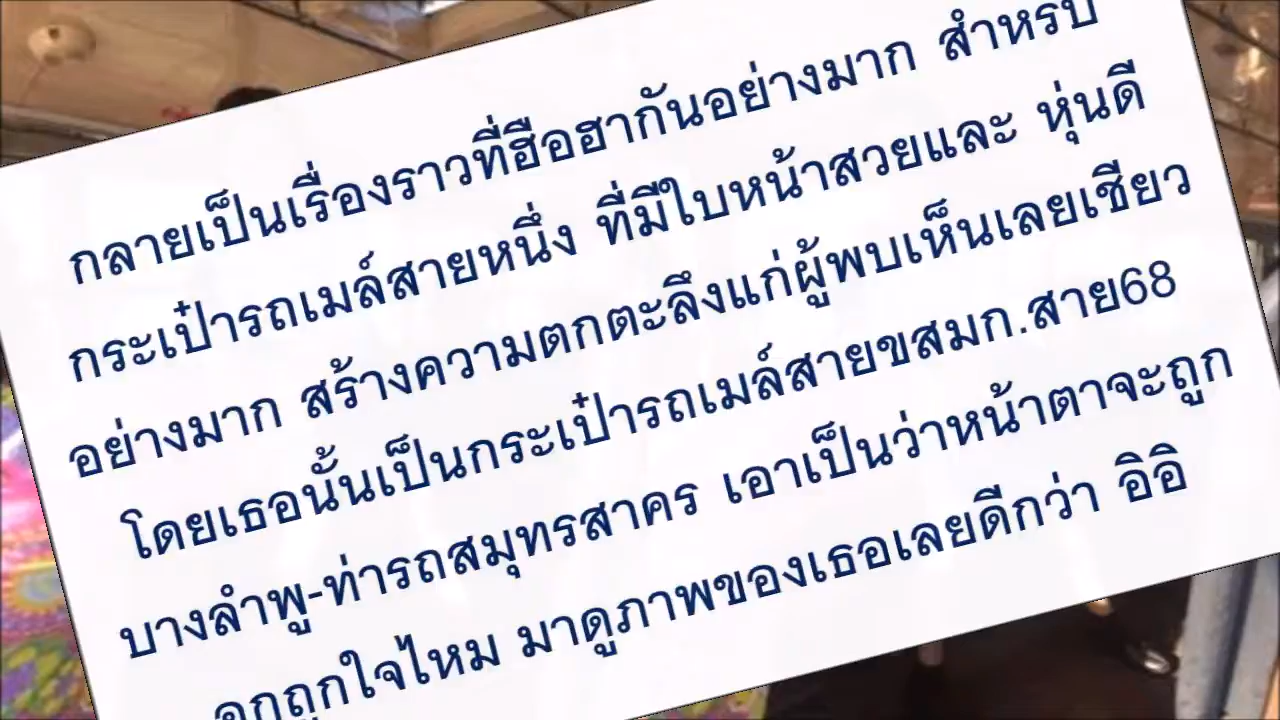 กลายเป็นเรื่องราวที่ฮือฮากันอย่างมาก สำหรับ
กระเป๋ารถเมล์สายหนึ่ง ที่มีใบหน้าสวยและ หุ่นดี
อย่างมาก สร้างความตกตะลึงแก่ผู้พบเห็นเลยเชียว
โดยเธอนั้นเป็นกระเป๋ารถเมล์สายขสมก.สาย68
บางลำพู-ท่ารถสมุทรสาคร เอาเป็นว่าหน้าตาจะถูก
อกถูกใจไหม มาดูภาพของเธอเลยดีกว่า อิอิ